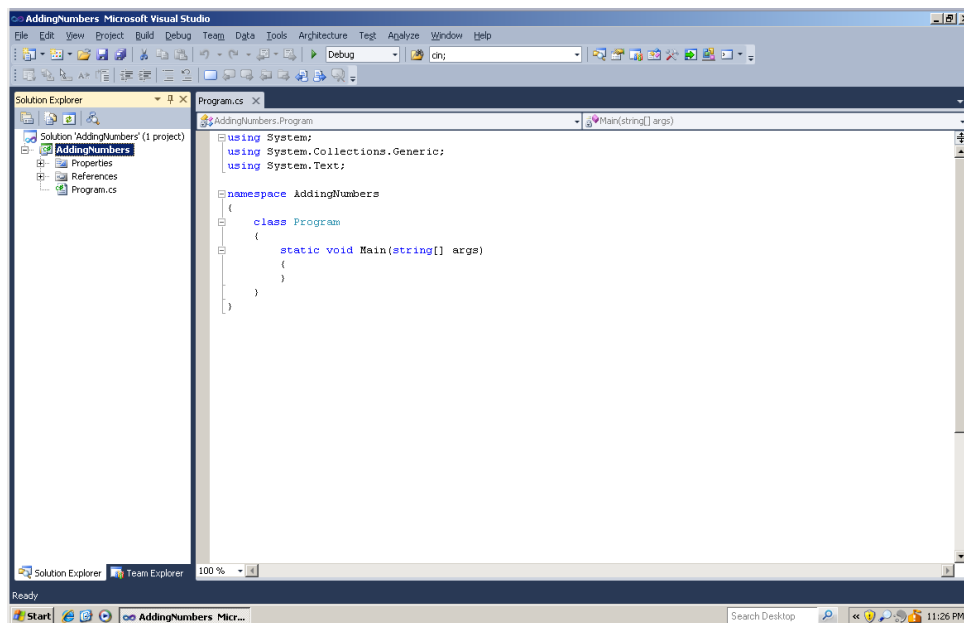 AddingNumbers Microsoft Visual Studio
File Edit View Project Build Debug Team Data Tools Architecture Test Analyze Window Help
Debug cin;
Solution Explorer
Program.cs
AddingNumbers.Program Main(string[] args)
Solution 'AddingNumbers' (1 project)
AddingNumbers
Properties
References
Program.cs
using System;
using System.Collections.Generic;
using System.Text;
namespace AddingNumbers
{
class Program
{
static void Main(string[] args)
{
}
}
}
Solution Explorer Team Explorer
100 %
Ready
Start AddingNumbers Micr... Search Desktop 11:26 PM